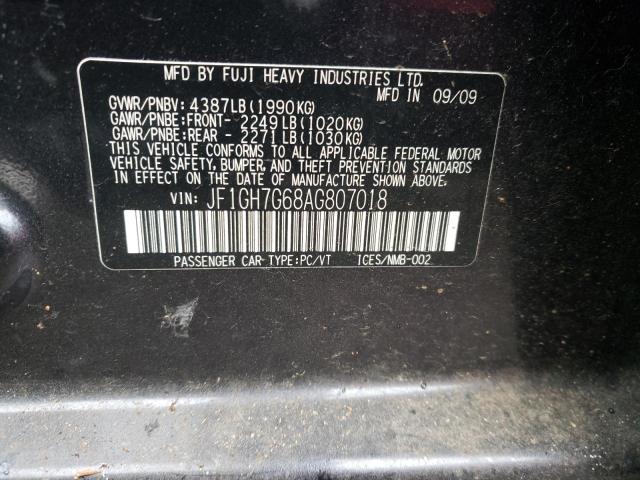 MFD BY FUJI HEAVY INDUSTRIES LTD.
MFD IN 09/09
GVWR/PNBV: 4387LB(1990KG)
GAWR/PNBE:FRONT- 2249LB(1020KG)
GAWR/PNBE:REAR - 2271LB(1030KG)
THIS VEHICLE CONFORMS TO ALL APPLICABLE FEDERAL MOTOR
VEHICLE SAFETY, BUMPER, AND THEFT PREVENTION STANDARDS
IN EFFECT ON THE DATE OF MANUFACTURE SHOWN ABOVE.
VIN: JF1GH7G68AG807018
PASSENGER CAR TYPE:PC/VT ICES/NMB-002